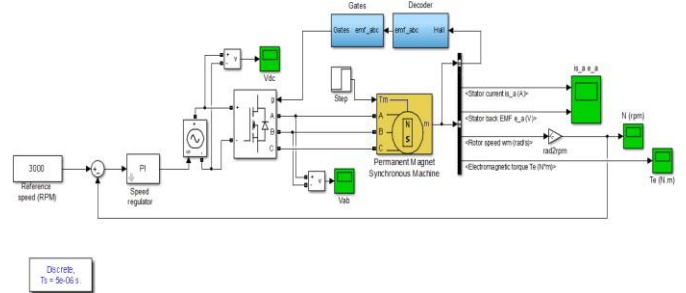 Gates
Decoder
Gates emf_abc
emf_abc Hall
v
Vdc
Step
g
A
B
C
Tm
A
B
C
m
N
S
Permanent Magnet
Synchronous Machine
<Stator current is_a (A)>
<Stator back EMF e_a (V)>
<Rotor speed wm (rad/s)>
<Electromagnetic torque Te (N*m)>
is_a e_a
N (rpm)
rad2rpm
Te (N.m)
3000
Reference
speed (RPM)
PI
Speed
regulator
v
Vab
Discrete,
Ts = 5e-06 s.